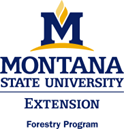 MONTANA
STATE UNIVERSITY
EXTENSION
Forestry Program